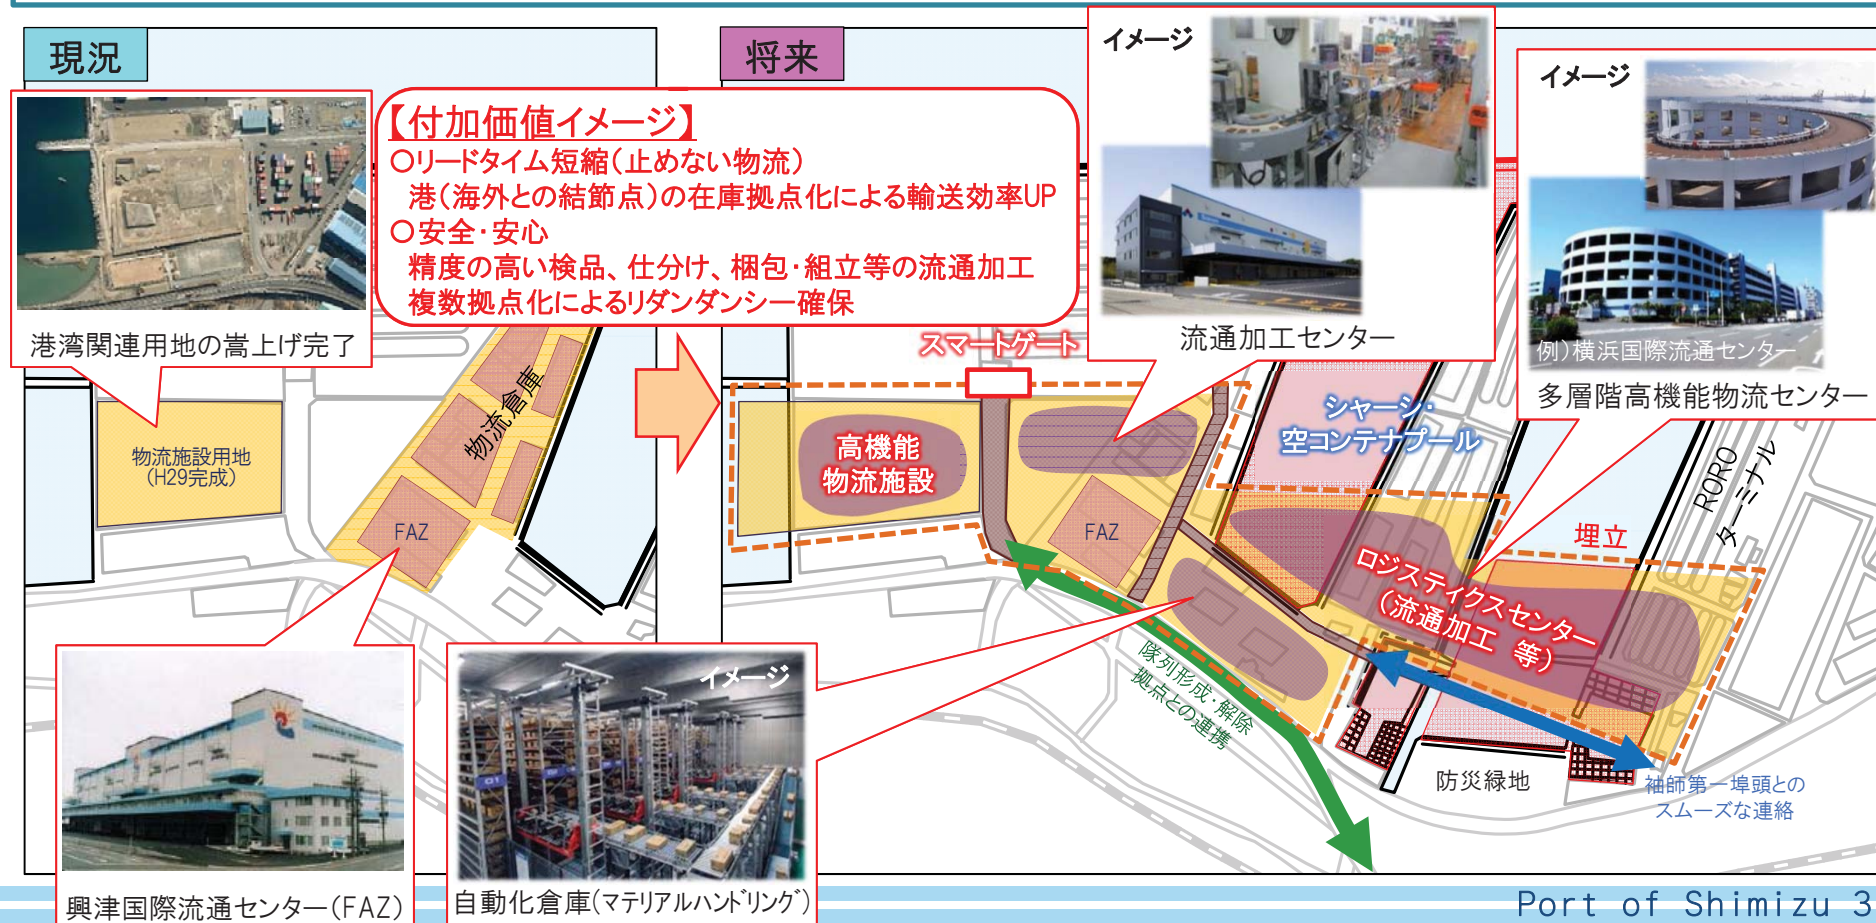 現況
港湾関連用地の嵩上げ完了
物流施設用地
(H29完成)
物流倉庫
FAZ
興津国際流通センター(FAZ)
【付加価値イメージ】
○リードタイム短縮(止めない物流)
港(海外との結節点)の在庫拠点化による輸送効率UP
○安全・安心
精度の高い検品、仕分け、梱包・組立等の流通加工
複数拠点化によるリダンダンシー確保
イメージ
自動化倉庫(マテリアルハンドリング)
将来
スマートゲート
イメージ
流通加工センター
イメージ
例)横浜国際流通センター
多層階高機能物流センター
高機能
物流施設
FAZ
シャーシ・
空コンテナプール
ロジスティクスセンター
(流通加工 等)
埋立
RORO
ターミナル
隊列形成・解除
拠点との連携
防災緑地
袖師第一埠頭との
スムーズな連絡
Port of Shimizu 3